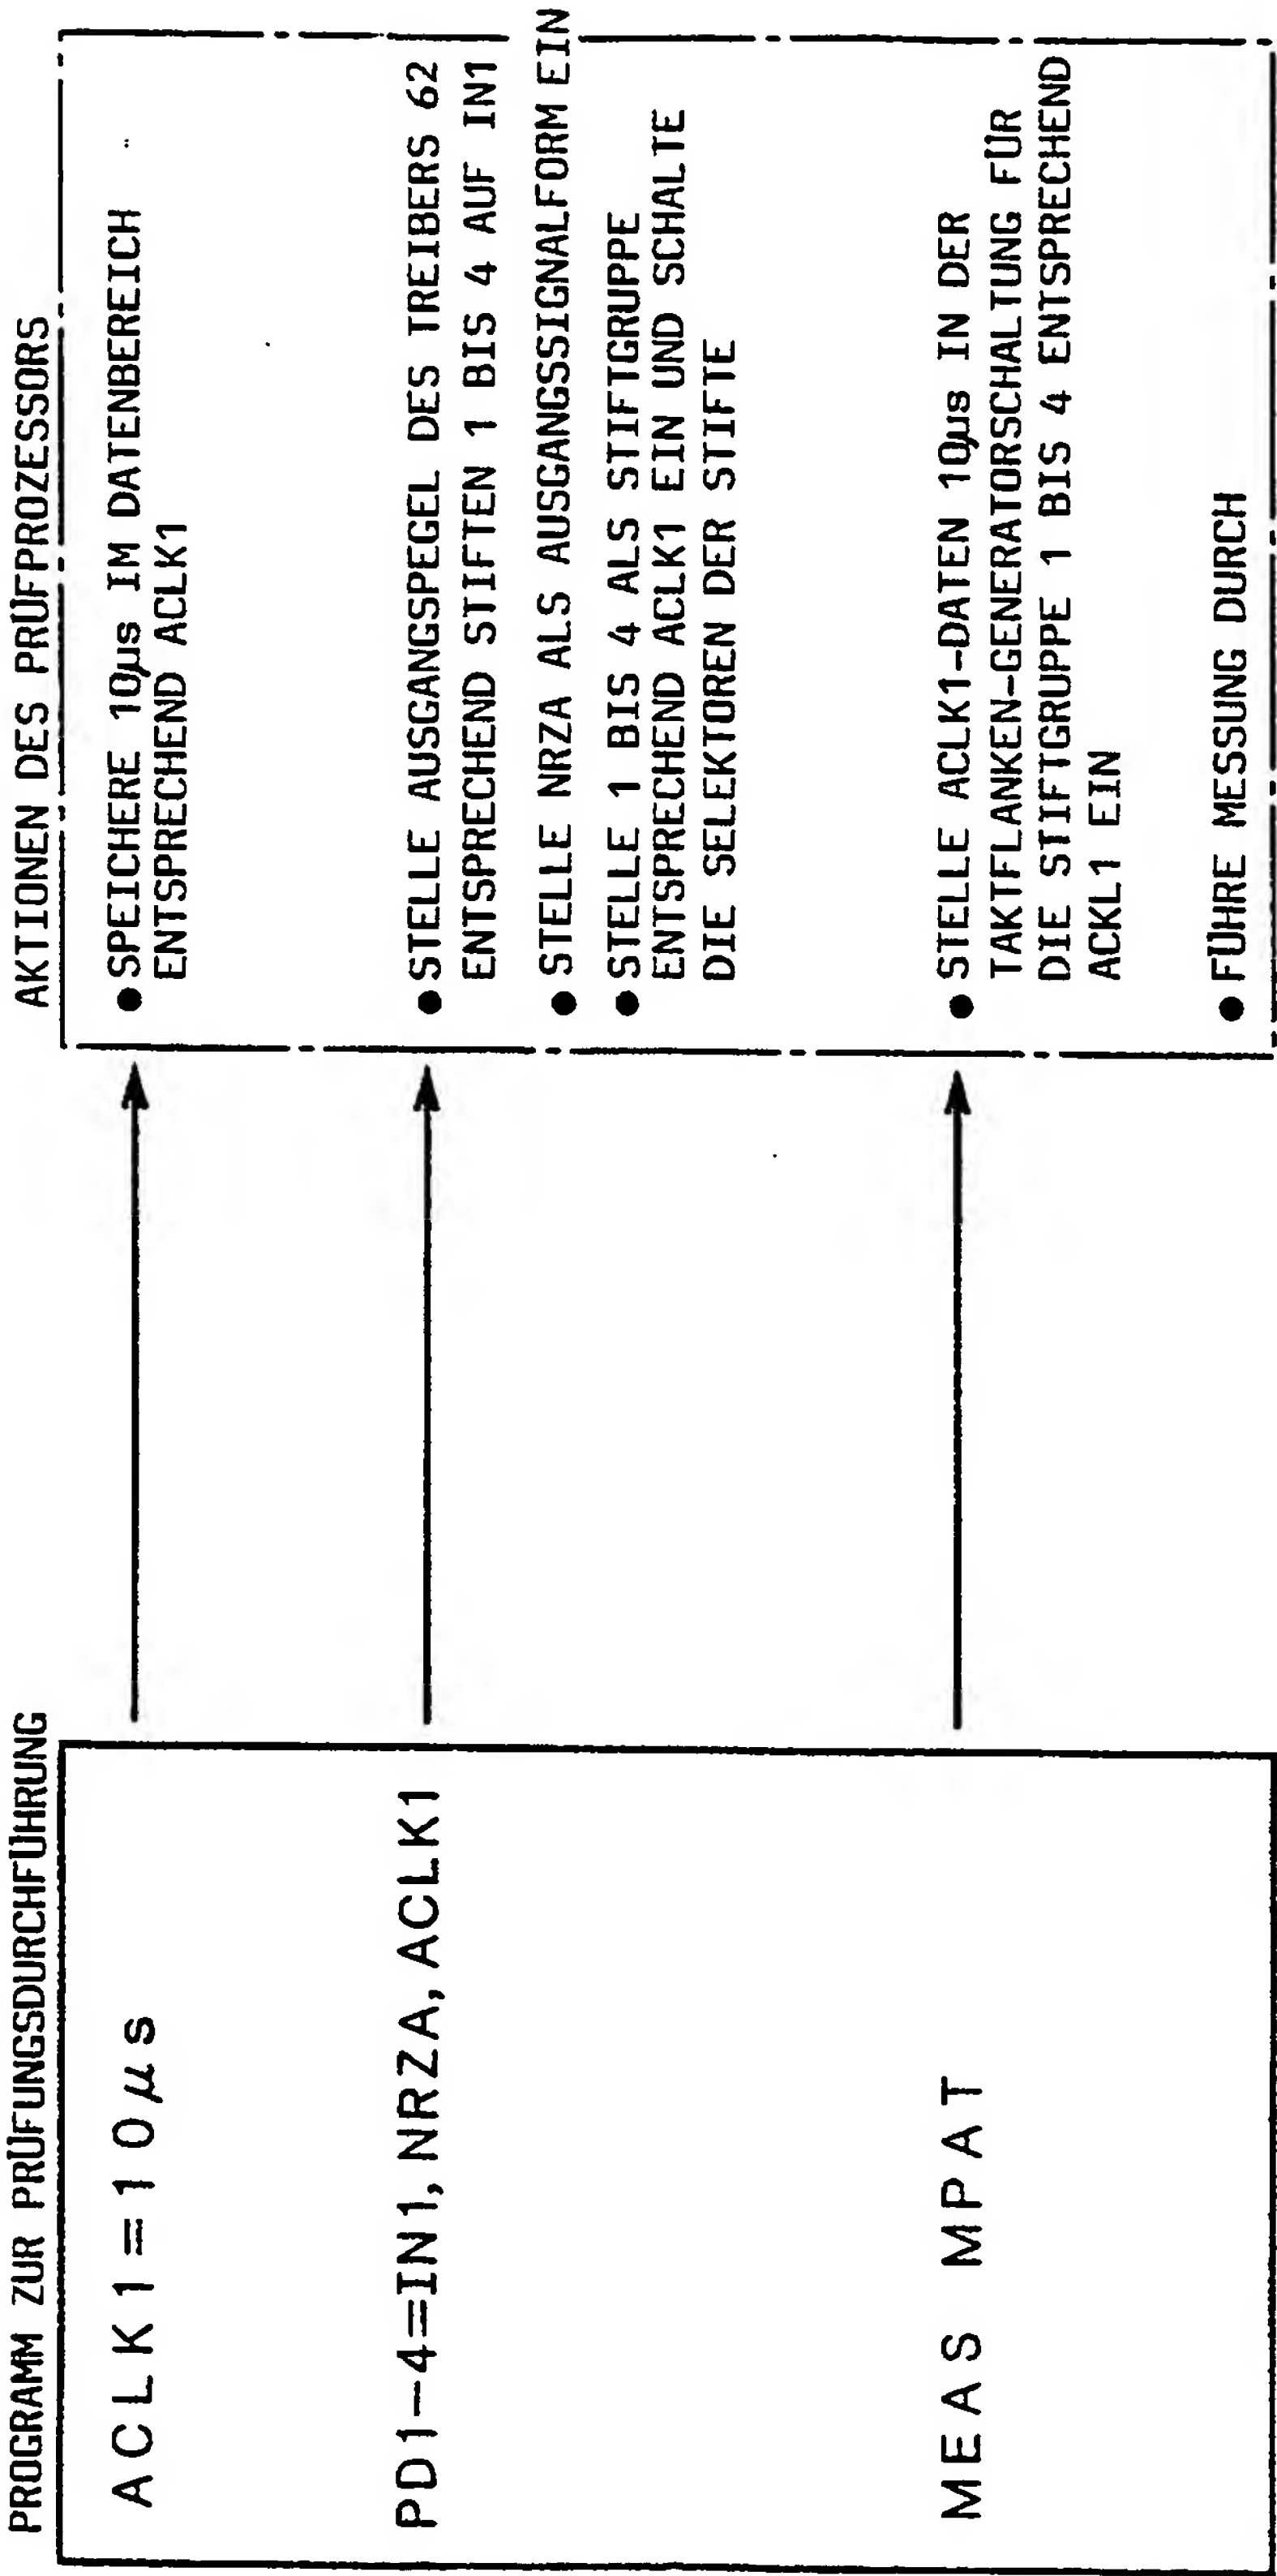 PROGRAMM ZUR PRÜFUNGSDURCHFÜHRUNG
ACLK1=10μs
PD1-4=IN1, NRZA, ACLK1
MEAS MPAT
AKTIONEN DES PRÜFPROZESSORS
● SPEICHERE 10μs IM DATENBEREICH
ENTSPRECHEND ACLK1
● STELLE AUSGANGSPEGEL DES TREIBERS 62
ENTSPRECHEND STIFTEN 1 BIS 4 AUF IN1
● STELLE NRZA ALS AUSGANGSSIGNALFORM EIN
● STELLE 1 BIS 4 ALS STIFTGRUPPE
ENTSPRECHEND ACLK1 EIN UND SCHALTE
DIE SELEKTOREN DER STIFTE
● STELLE ACLK1-DATEN 10μs IN DER
TAKTFLANKEN-GENERATORSCHALTUNG FÜR
DIE STIFTGRUPPE 1 BIS 4 ENTSPRECHEND
ACKL1 EIN
● FÜHRE MESSUNG DURCH